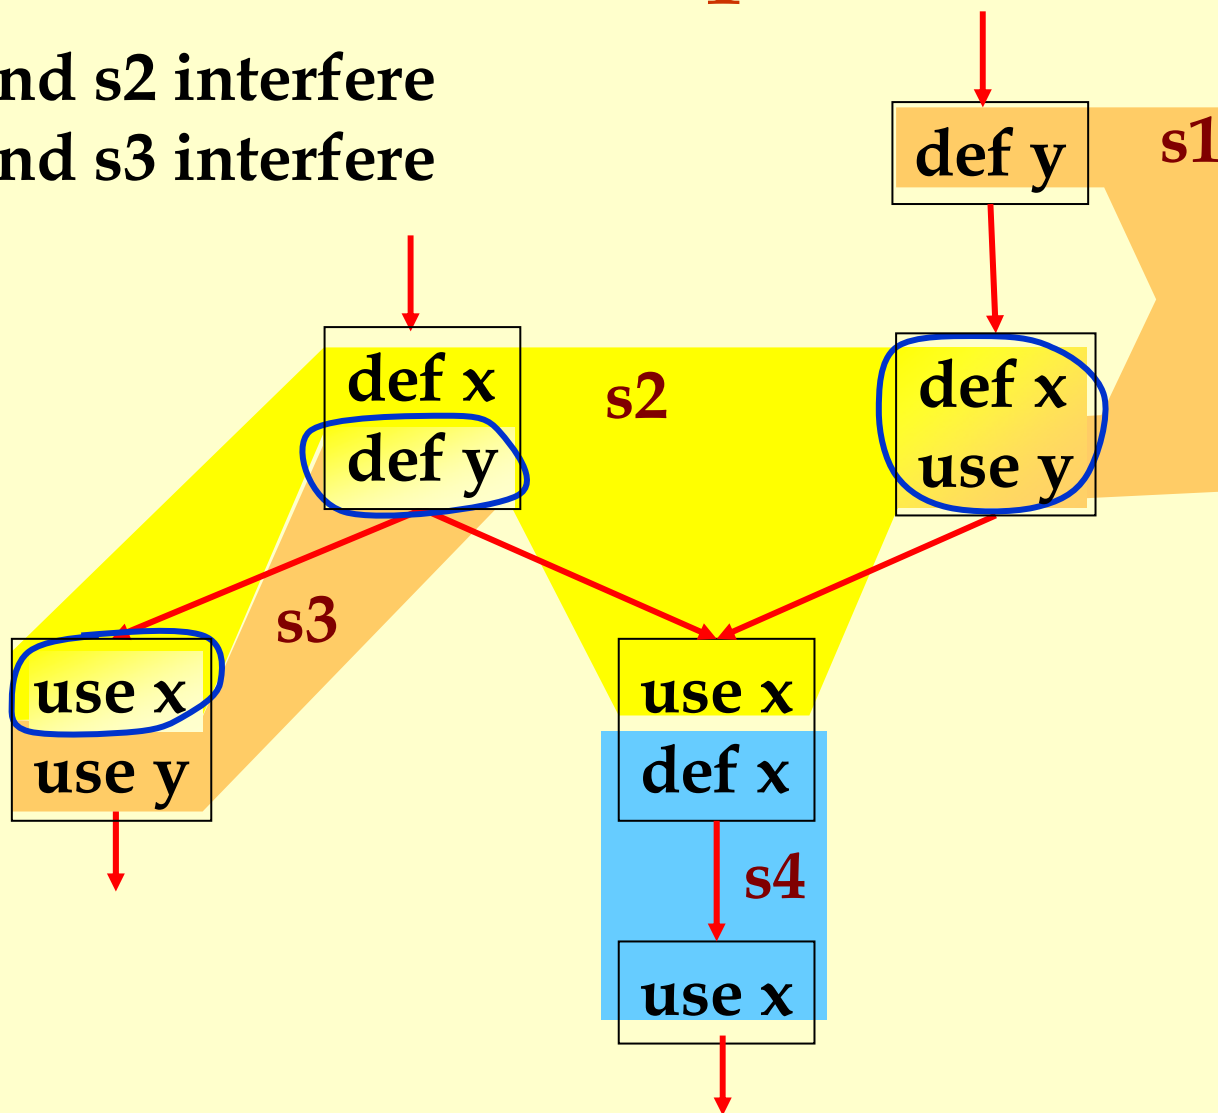 nd s2 interfere
nd s3 interfere
def y
s1
def x
def y
s2
def x
use y
s3
use x
use y
use x
def x
s4
use x